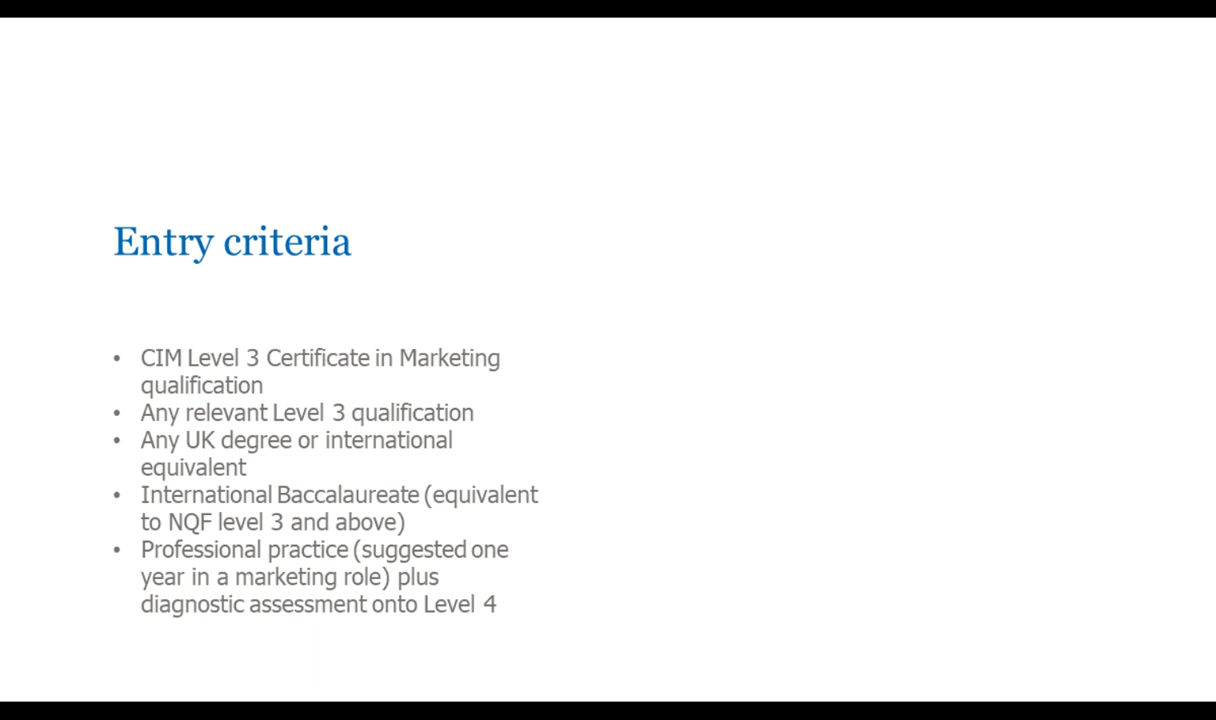 Entry criteria
• CIM Level 3 Certificate in Marketing
qualification
• Any relevant Level 3 qualification
• Any UK degree or international
equivalent
• International Baccalaureate (equivalent
to NQF level 3 and above)
• Professional practice (suggested one
year in a marketing role) plus
diagnostic assessment onto Level 4